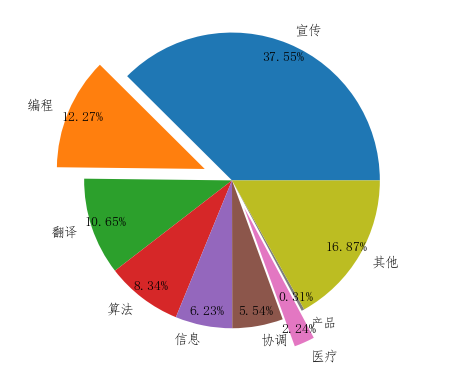 宣传
37.55%
编程
12.27%
翻译
10.65%
算法
8.34%
信息
6.23%
协调
5.54%
医疗
2.24%
产品
0.31%
其他
16.87%